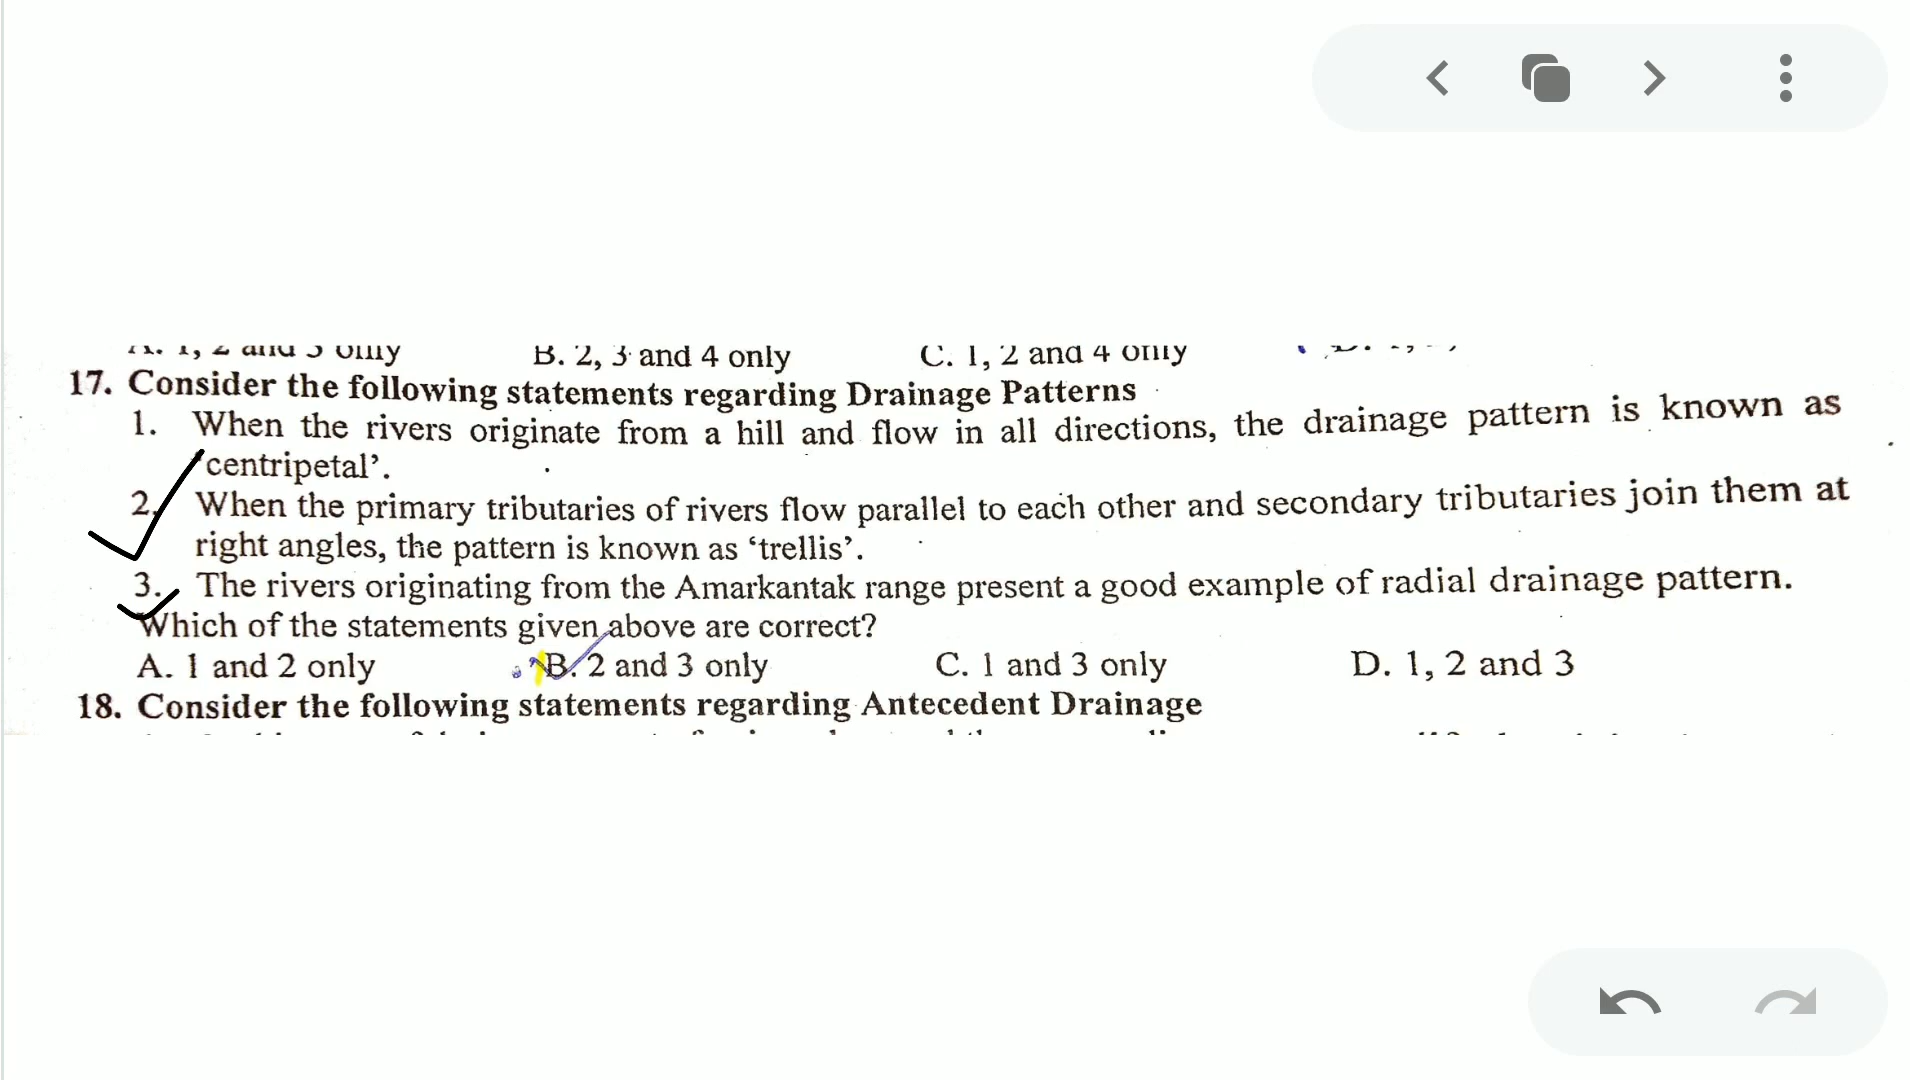 only B. 2, 3 and 4 only C. 1, 2 and 4 only
17. Consider the following statements regarding Drainage Patterns
1. When the rivers originate from a hill and flow in all directions, the drainage pattern is known as
‘centripetal’.
2. When the primary tributaries of rivers flow parallel to each other and secondary tributaries join them at
right angles, the pattern is known as ‘trellis’.
3. The rivers originating from the Amarkantak range present a good example of radial drainage pattern.
Which of the statements given above are correct?
A. 1 and 2 only B. 2 and 3 only C. 1 and 3 only D. 1, 2 and 3
18. Consider the following statements regarding Antecedent Drainage